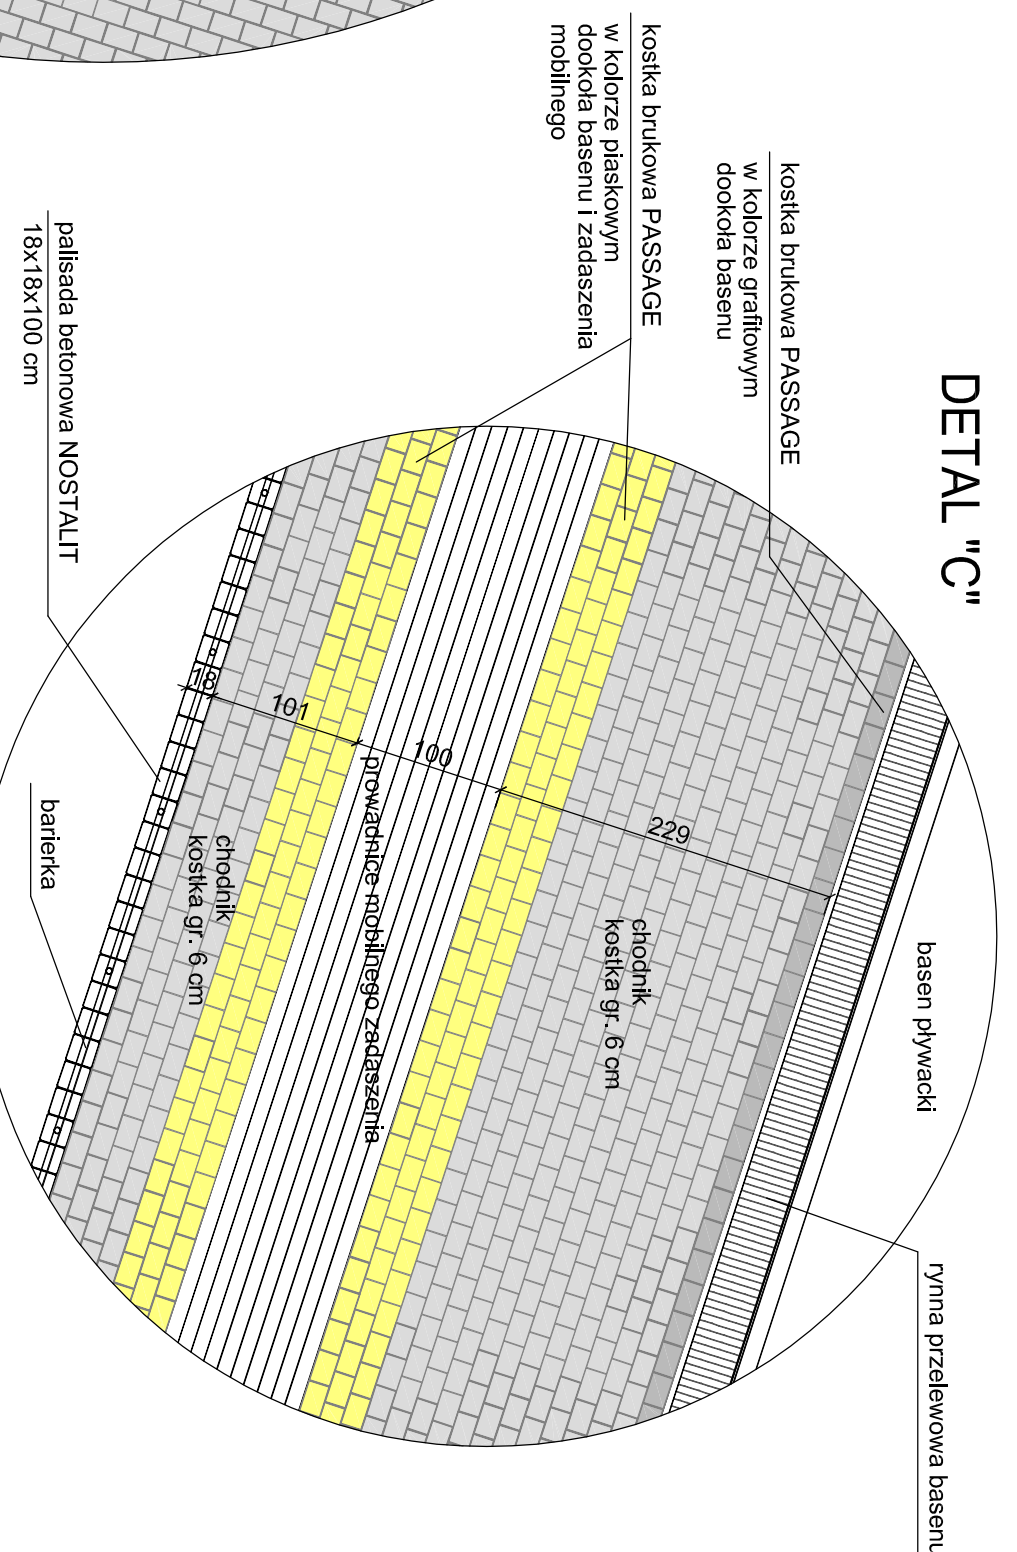 DETAL "C"
kostka brukowa PASSAGE
w kolorze grafitowym
dookoła basenu
kostka brukowa PASSAGE
w kolorze piaskowym
dookoła basenu i zadaszenia
mobilnego
palisada betonowa NOSTALIT
18x18x100 cm
barierka
basen pływacki
rynna przelewowa basenu
chodnik
kostka gr. 6 cm
prowadnice mobilnego zadaszenia
chodnik
kostka gr. 6 cm
229
100
101
18